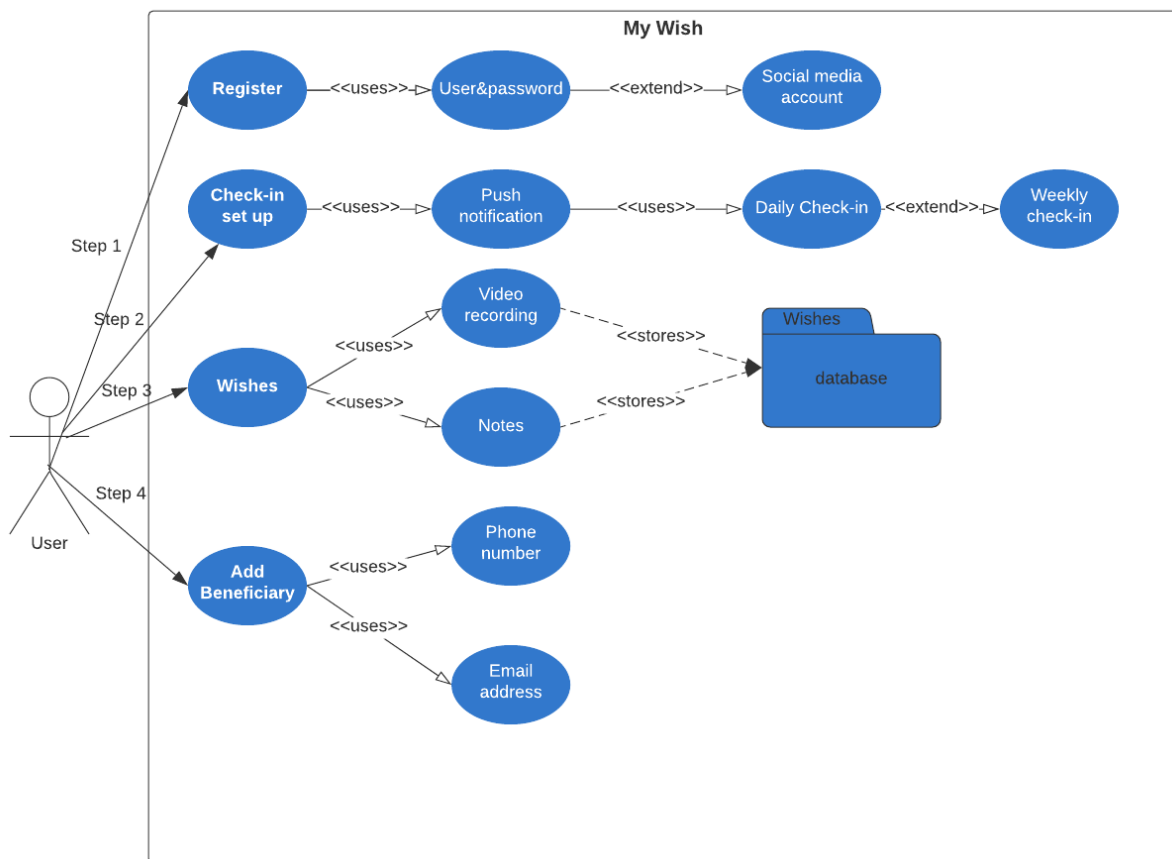 My Wish
Register
<<uses>>
User&password
<<extend>>
Social media
account
Step 1
Check-in
set up
<<uses>>
Push
notification
<<uses>>
Daily Check-in
<<extend>>
Weekly
check-in
Step 2
Step 3
Wishes
<<uses>>
Video
recording
<<stores>>
<<uses>>
Notes
<<stores>>
Wishes
database
User
Step 4
Add
Beneficiary
<<uses>>
Phone
number
<<uses>>
Email
address